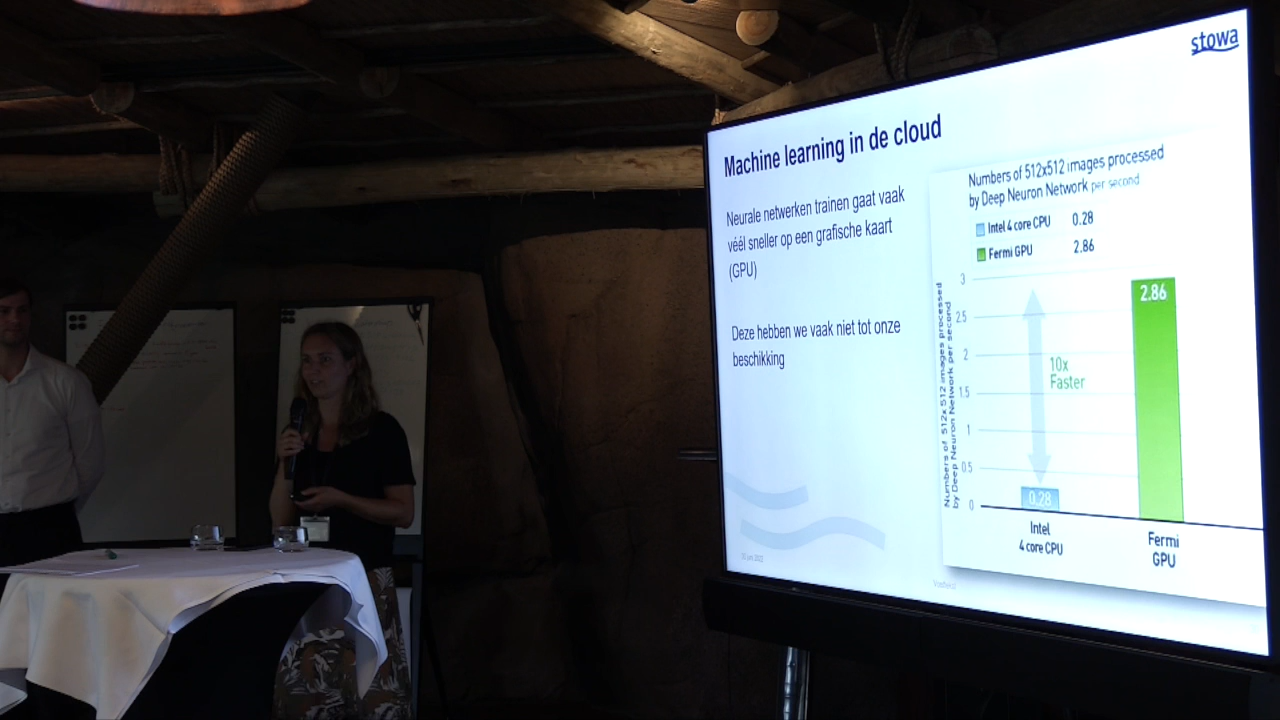 stowa
Machine learning in de cloud
Neurale netwerken trainen gaat vaak
véél sneller op een grafische kaart
(GPU)
Deze hebben we vaak niet tot onze
beschikking
Numbers of 512x512 images processed
by Deep Neuron Network per second
Intel 4 core CPU 0.28
Fermi GPU 2.86
Numbers of 512x512 images processed
by Deep Neuron Network per second
3
2.5
2
1.5
1
0.5
0
10x
Faster
0.28
2.86
Intel
4 core CPU
Fermi
GPU